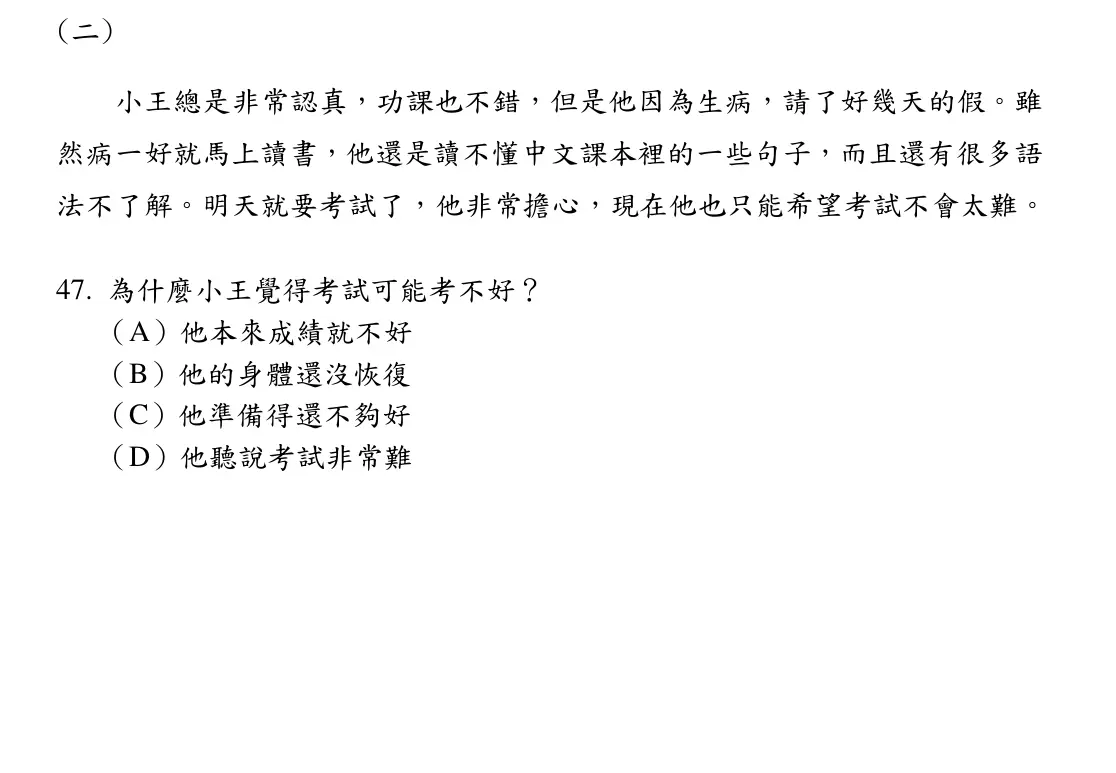 （二）
小王總是非常認真，功課也不錯，但是他因為生病，請了好幾天的假。雖
然病一好就馬上讀書，他還是讀不懂中文課本裡的一些句子，而且還有很多語
法不了解。明天就要考試了，他非常擔心，現在他也只能希望考試不會太難。
47. 為什麼小王覺得考試可能考不好？
（A）他本來成績就不好
（B）他的身體還沒恢復
（C）他準備得還不夠好
（D）他聽說考試非常難